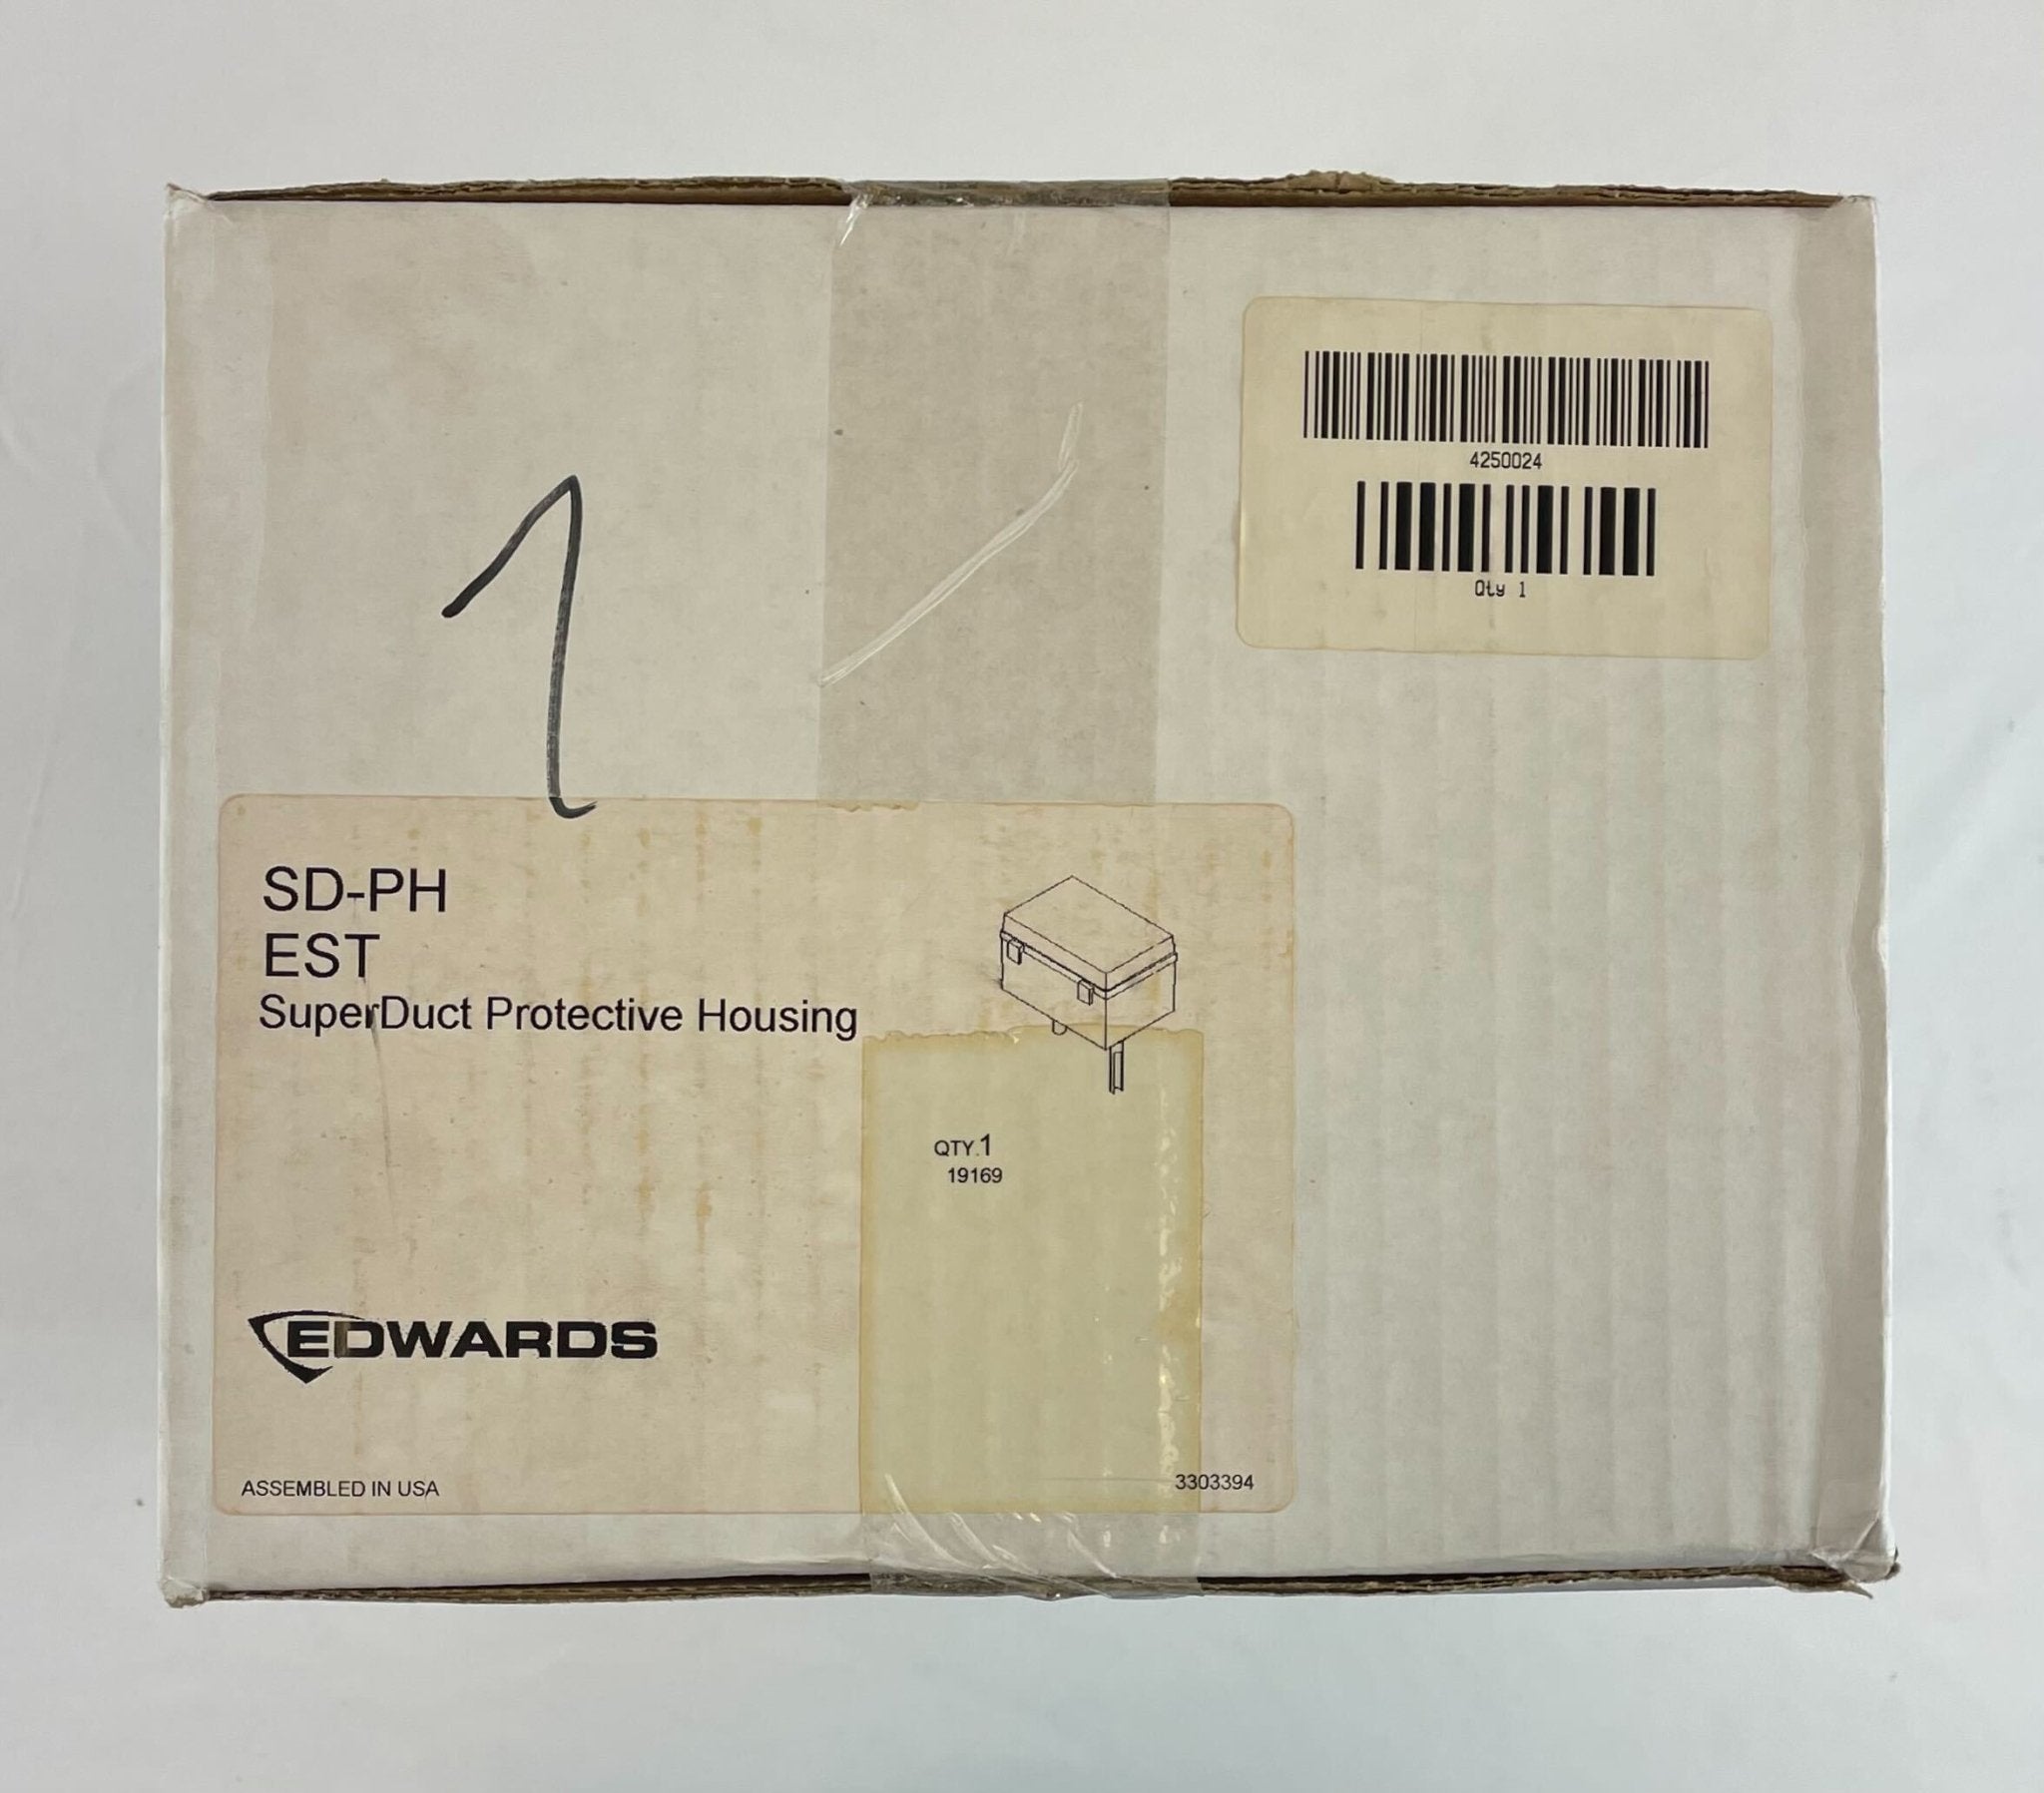 4250024
Qty 1
1
SD-PH
EST
SuperDuct Protective Housing
QTY.1
19169
EDWARDS
ASSEMBLED IN USA
3303394